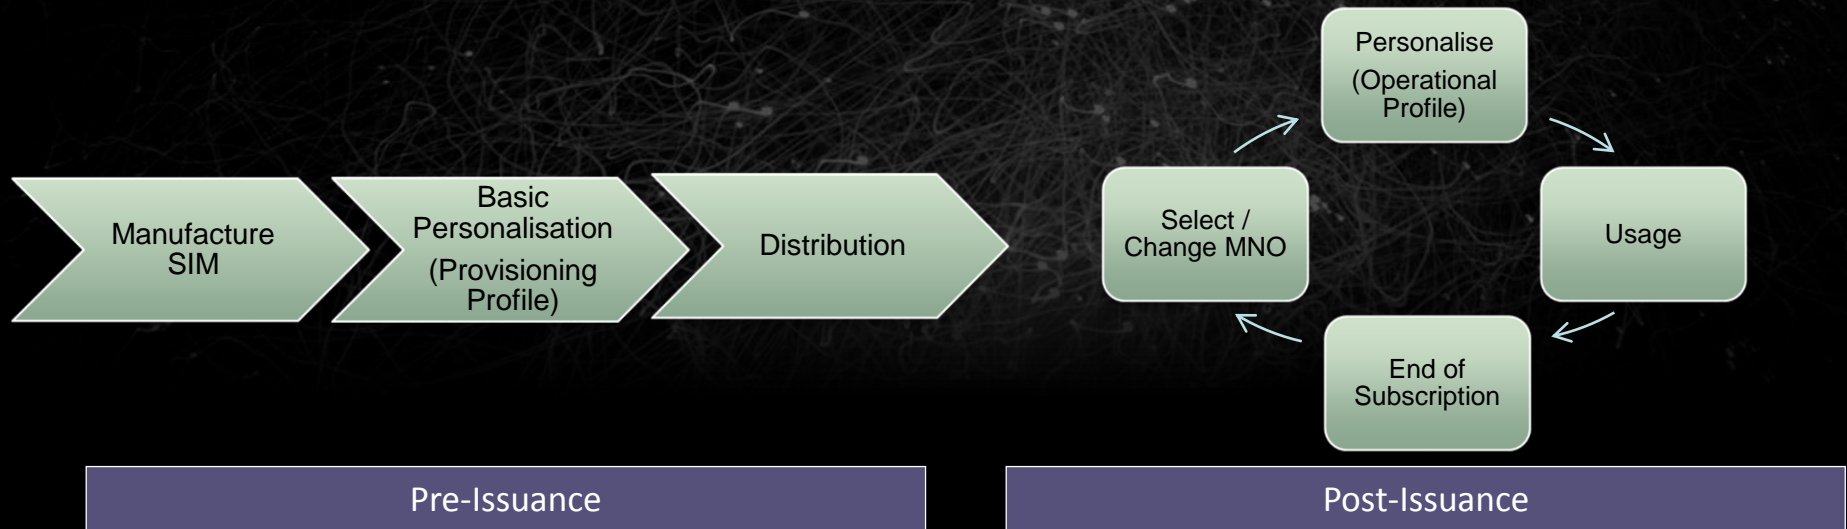 Manufacture
SIM
Basic
Personalisation
(Provisioning
Profile)
Distribution
Personalise
(Operational
Profile)
Select /
Change MNO
Usage
End of
Subscription
Pre-Issuance
Post-Issuance